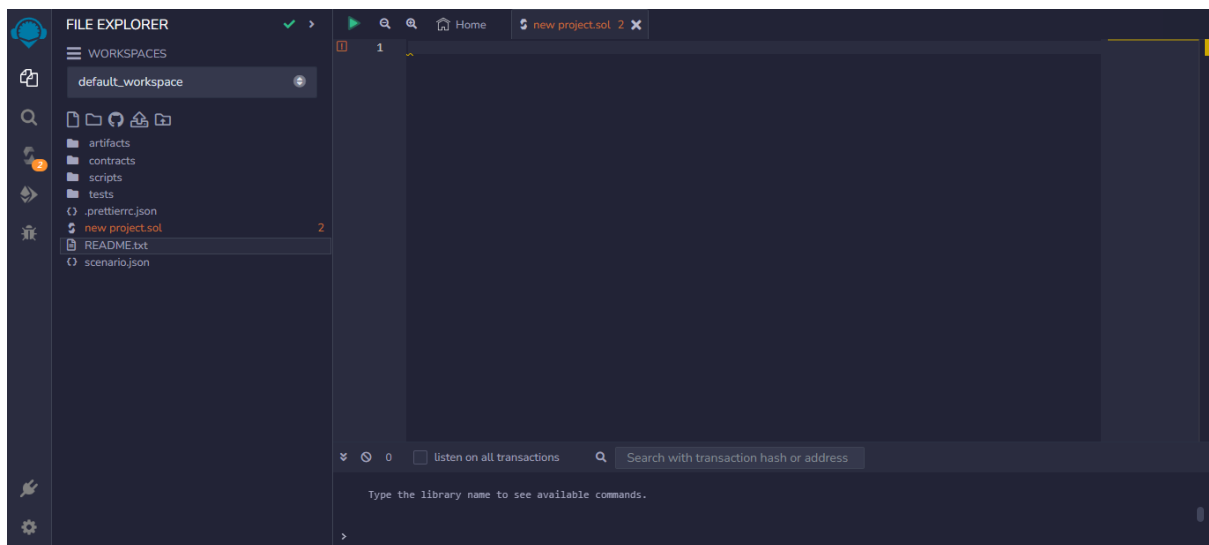 FILE EXPLORER
WORKSPACES
default_workspace
artifacts
contracts
scripts
tests
{} .prettierrc.json
new project.sol 2
README.txt
{} scenario.json
2
Home
new project.sol 2
1
0 listen on all transactions
Search with transaction hash or address
Type the library name to see available commands.
>